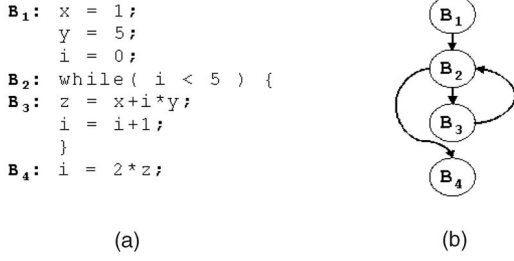 B1: x = 1;
y = 5;
i = 0;
B2: while( i < 5 ) {
B3: z = x+i*y;
i = i+1;
}
B4: i = 2*z;
(a)
B1
B2
B3
B4
(b)